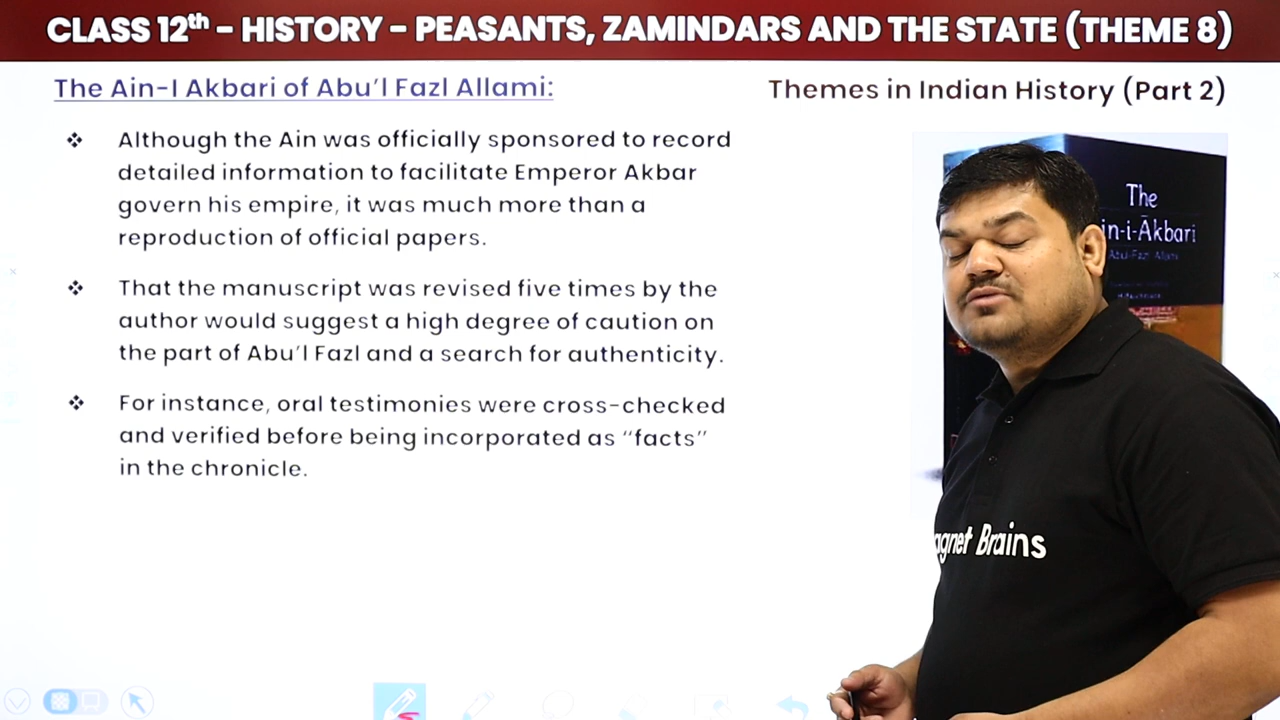 CLASS 12th – HISTORY – PEASANTS, ZAMINDARS AND THE STATE (THEME 8)
The Ain-I Akbari of Abu'l Fazl Allami:
Themes in Indian History (Part 2)
❖ Although the Ain was officially sponsored to record
detailed information to facilitate Emperor Akbar
govern his empire, it was much more than a
reproduction of official papers.
❖ That the manuscript was revised five times by the
author would suggest a high degree of caution on
the part of Abu'l Fazl and a search for authenticity.
❖ For instance, oral testimonies were cross-checked
and verified before being incorporated as "facts"
in the chronicle.
The
in-i-Ākbari
Abul-Fazl Allami
agnet Brains